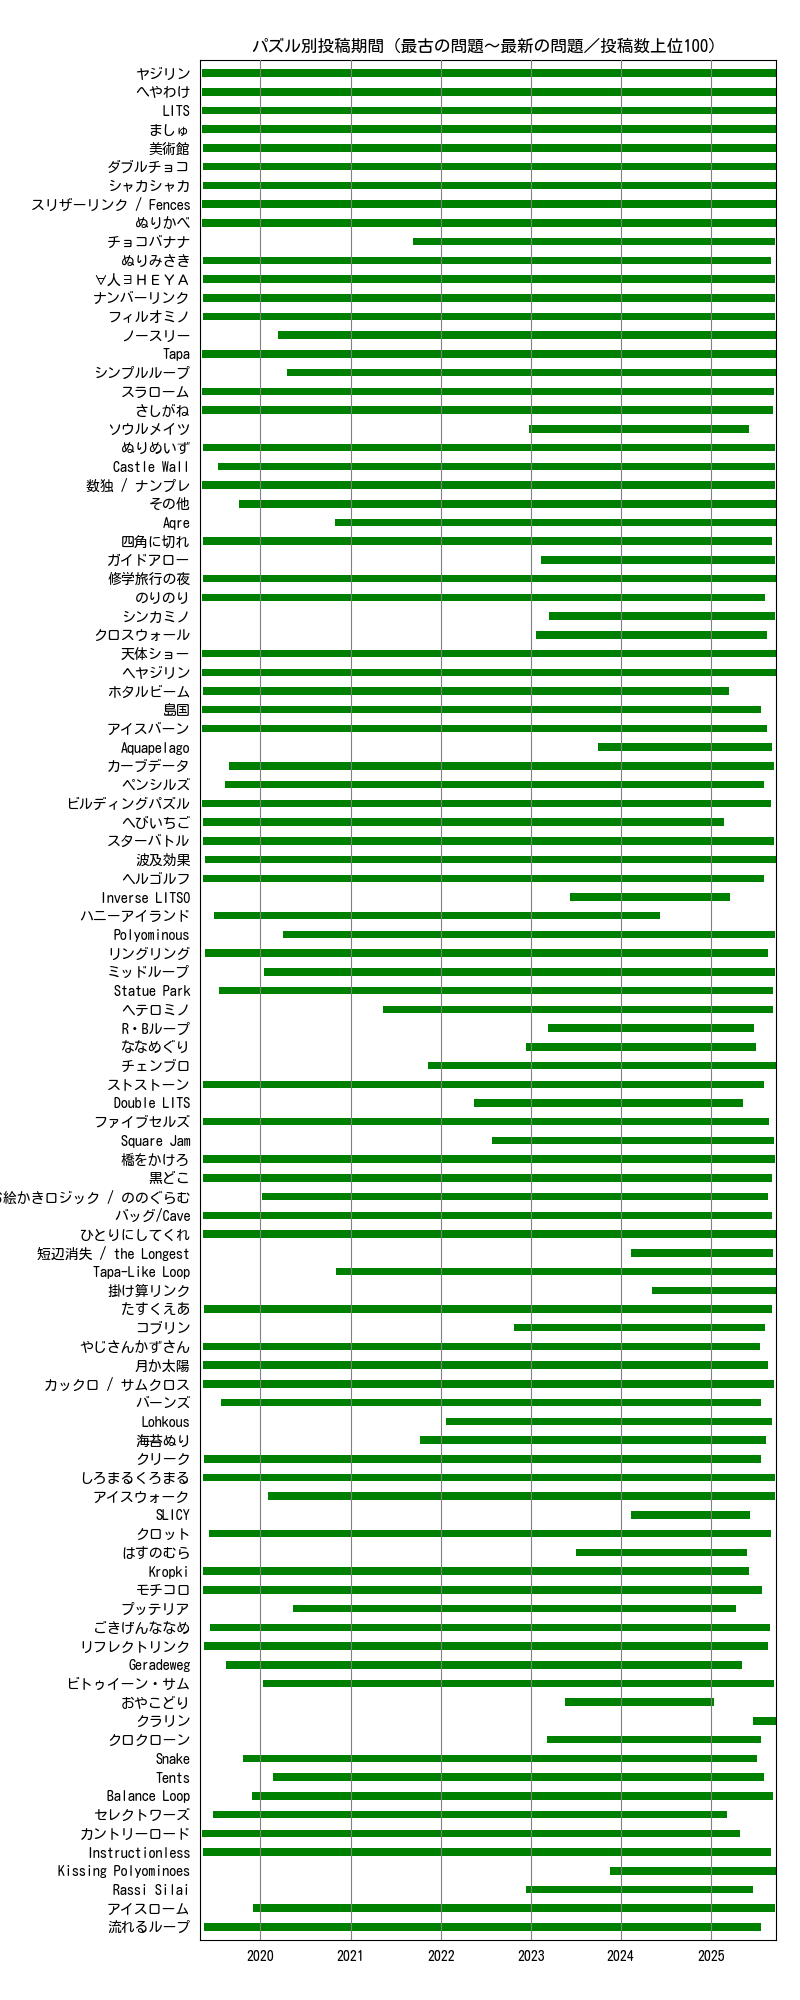 パズル別投稿期間（最古の問題～最新の問題／投稿数上位100）
ヤジリン
へやわけ
LITS
ましゅ
美術館
ダブルチョコ
シャカシャカ
スリザーリンク / Fences
ぬりかべ
チョコバナナ
ぬりみさき
∀人∃ＨＥＹＡ
ナンバーリンク
フィルオミノ
ノースリー
Tapa
シンプルループ
スラローム
さしがね
ソウルメイツ
ぬりめいず
Castle Wall
数独 / ナンプレ
その他
Aqre
四角に切れ
ガイドアロー
修学旅行の夜
のりのり
シンカミノ
クロスウォール
天体ショー
ヘヤジリン
ホタルビーム
島国
アイスバーン
Aquapelago
カーブデータ
ペンシルズ
ビルディングパズル
へびいちご
スターバトル
波及効果
ヘルゴルフ
Inverse LITSO
ハニーアイランド
Polyominous
リングリング
ミッドループ
Statue Park
ヘテロミノ
R・Bループ
ななめぐり
チェンブロ
ストストーン
Double LITS
ファイブセルズ
Square Jam
橋をかけろ
黒どこ
絵かきロジック / ののぐらむ
バッグ/Cave
ひとりにしてくれ
短辺消失 / the Longest
Tapa-Like Loop
掛け算リンク
たすくえあ
コブリン
やじさんかずさん
月か太陽
カックロ / サムクロス
バーンズ
Lohkous
海苔ぬり
クリーク
しろまるくろまる
アイスウォーク
SLICY
クロット
はすのむら
Kropki
モチコロ
プッテリア
ごきげんななめ
リフレクトリンク
Geradeweg
ビトゥイーン・サム
おやこどり
クラリン
クロクローン
Snake
Tents
Balance Loop
セレクトワーズ
カントリーロード
Instructionless
Kissing Polyominoes
Rassi Silai
アイスローム
流れるループ
2020 2021 2022 2023 2024 2025